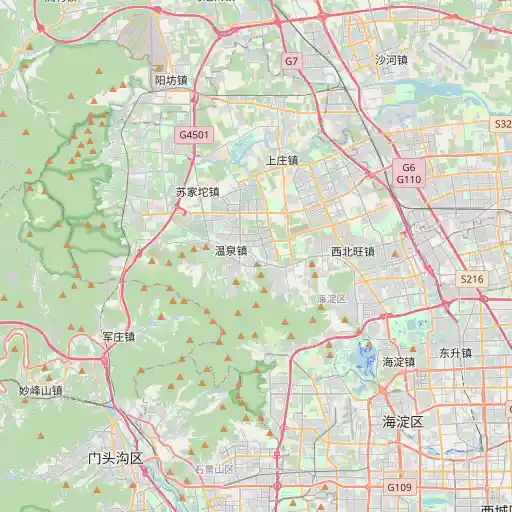 沙河镇
G7
阳坊镇
S32
G4501
上庄镇
G6
G110
苏家坨镇
温泉镇
西北旺镇
S216
海淀区
军庄镇
东升镇
海淀镇
妙峰山镇
海淀区
门头沟区
石景山区
G109